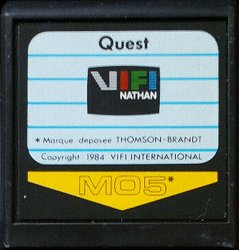 Quest
VIFI
NATHAN
* Marque deposee THOMSON-BRANDT
Copyright 1984 VIFI INTERNATIONAL
MO5*